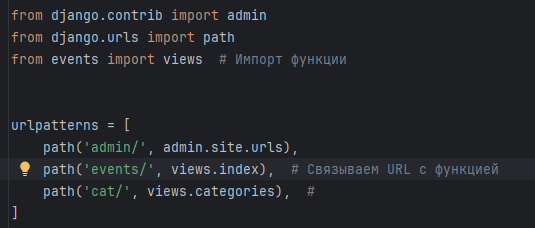 from django.contrib import admin
from django.urls import path
from events import views  # Импорт функции
urlpatterns = [
    path('admin/', admin.site.urls),
    path('events/', views.index),  # Связываем URL с функцией
    path('cat/', views.categories),  #
]